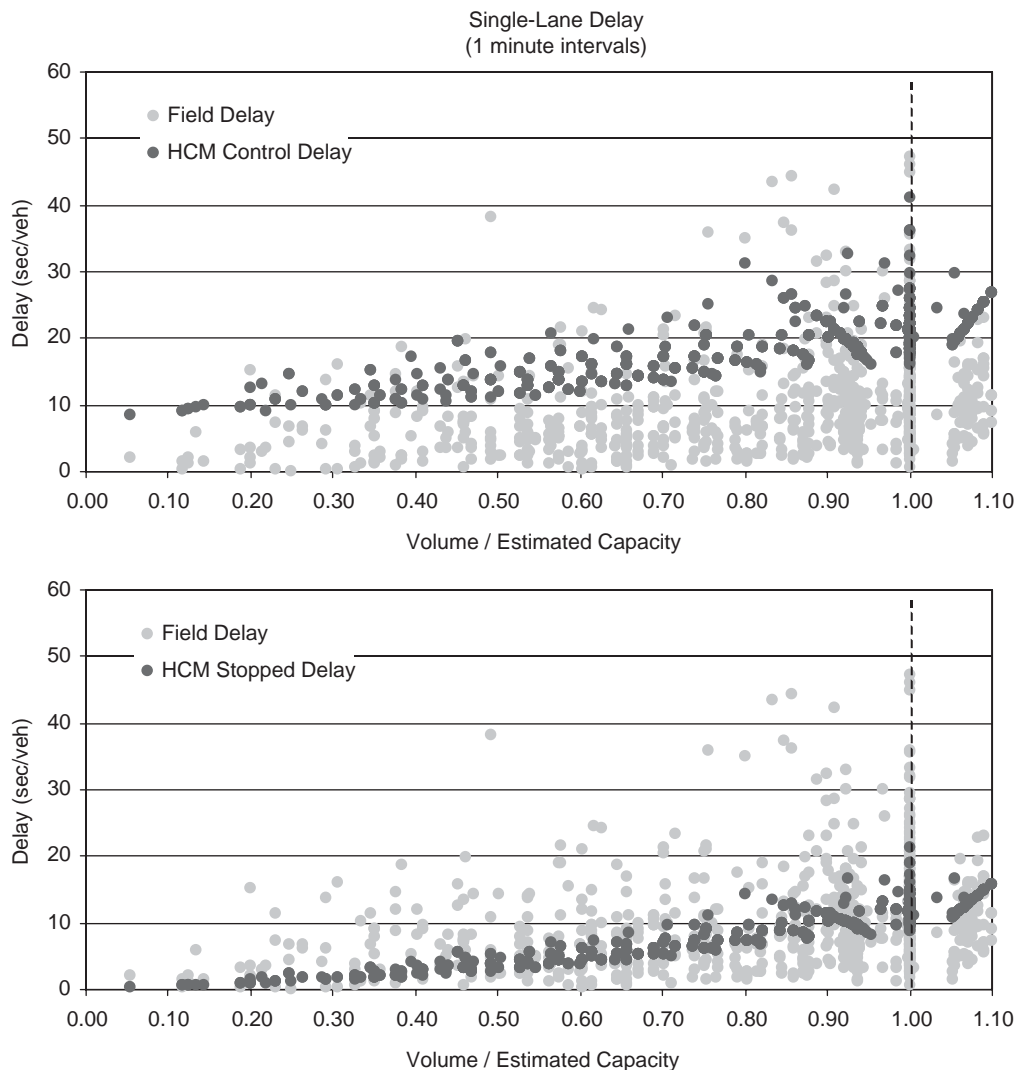 Single-Lane Delay
(1 minute intervals)
60
50
40
30
20
10
0
Delay (sec/veh)
Field Delay
HCM Control Delay
0.00 0.10 0.20 0.30 0.40 0.50 0.60 0.70 0.80 0.90 1.00 1.10
Volume / Estimated Capacity
60
50
40
30
20
10
0
Delay (sec/veh)
Field Delay
HCM Stopped Delay
0.00 0.10 0.20 0.30 0.40 0.50 0.60 0.70 0.80 0.90 1.00 1.10
Volume / Estimated Capacity